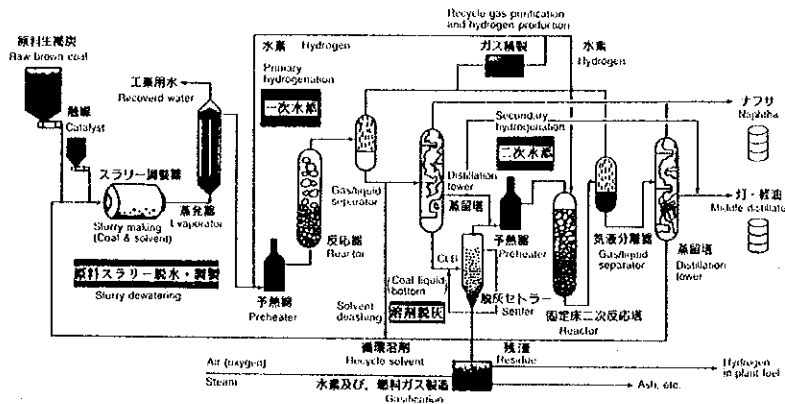 Recycle gas purification
and hydrogen production
原料生褐炭
Raw brown coal
水素 Hydrogen
ガス精製
水素
Hydrogen
工業用水
Recoverd water
Primary
hydrogenation
一次水添
触媒
Catalyst
Secondary
hydrogenation
二次水添
ナフサ
Naphtha
スラリー調製器
Slurry making
(Coal & solvent)
蒸発器
Evaporator
Gas/liquid
separator
Distillation
tower
蒸留塔
予熱器
Preheater
灯・軽油
Middle distillate
反応器
Reactor
気液分離器
Gas/liquid
separator
蒸留塔
Distillation
tower
原料スラリー脱水・調製
Slurry dewatering
予熱器
Preheater
CLB
(Coal liquid
bottom)
Solvent
deashing
溶剤脱灰
脱灰セトラー
Settler
固定床二次反応塔
Reactor
循環溶剤
Recycle solvent
残渣
Residue
Air (oxygen)
Steam
水素及び、燃料ガス製造
Gasification
Hydrogen
in plant fuel
Ash, etc.